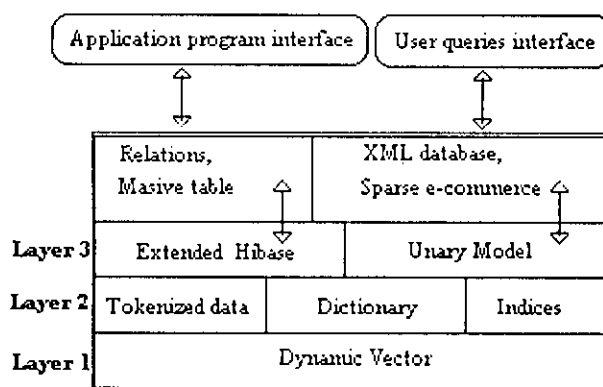 Application program interface
User queries interface
Relations,
Masive table
XML database,
Sparse e-commerce
Layer 3
Extended Hibase
Unary Model
Layer 2
Tokenized data
Dictionary
Indices
Layer 1
Dynamic Vector